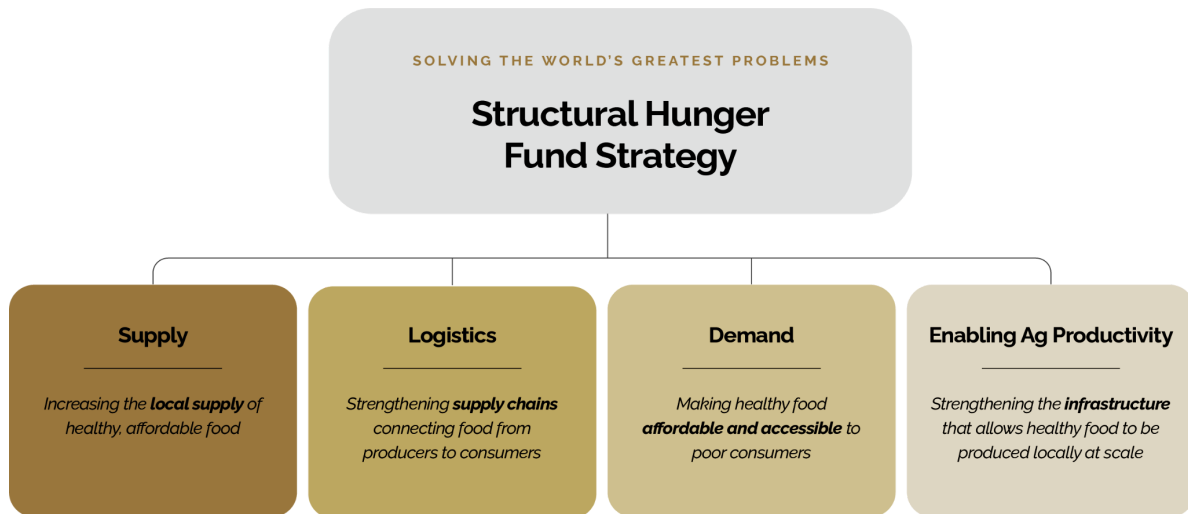 SOLVING THE WORLD'S GREATEST PROBLEMS
Structural Hunger
Fund Strategy
Supply
Increasing the local supply of
healthy, affordable food
Logistics
Strengthening supply chains
connecting food from
producers to consumers
Demand
Making healthy food
affordable and accessible to
poor consumers
Enabling Ag Productivity
Strengthening the infrastructure
that allows healthy food to be
produced locally at scale